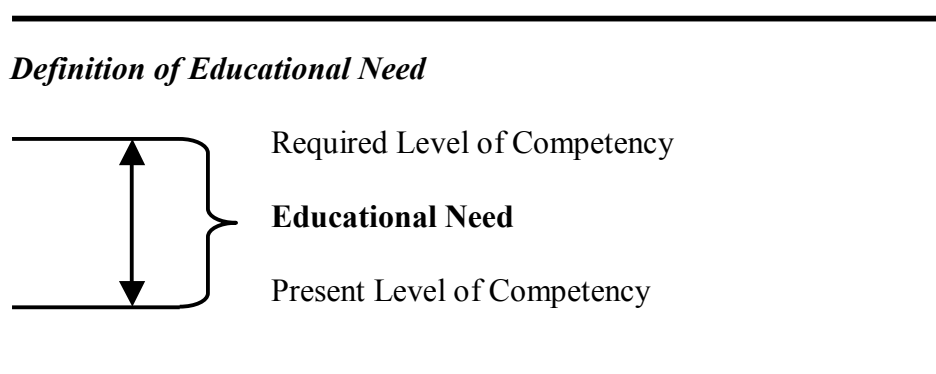 Definition of Educational Need
Required Level of Competency
Educational Need
Present Level of Competency